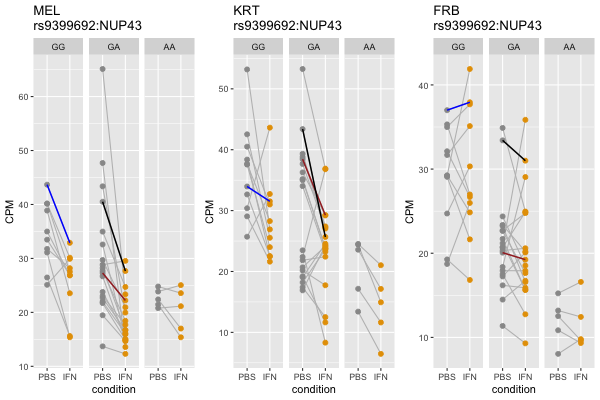 MEL
rs9399692:NUP43
GG GA AA
CPM
60
50
40
30
20
10
PBS IFN PBS IFN PBS IFN
condition
KRT
rs9399692:NUP43
GG GA AA
CPM
50
40
30
20
10
PBS IFN PBS IFN PBS IFN
condition
FRB
rs9399692:NUP43
GG GA AA
CPM
40
30
20
10
PBS IFN PBS IFN PBS IFN
condition